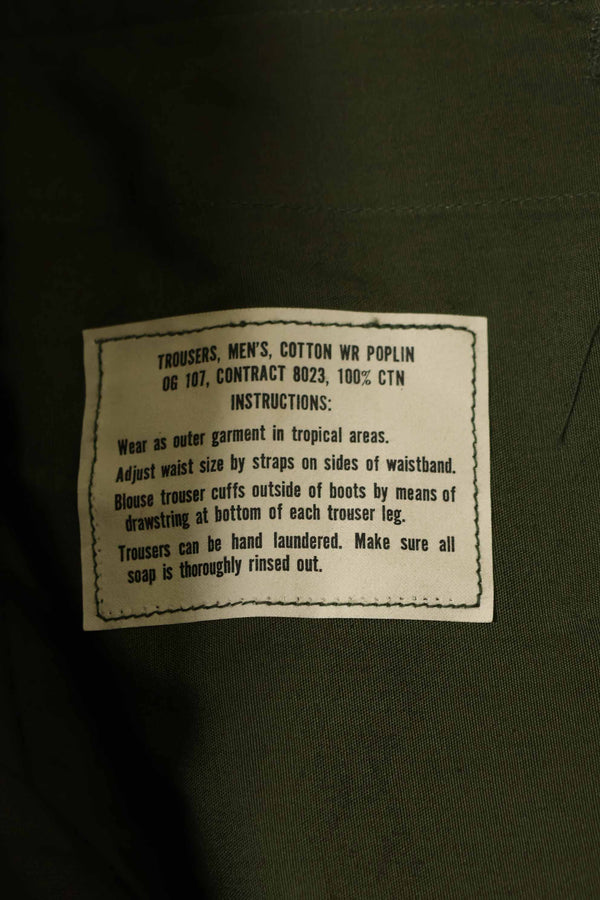 TROUSERS, MEN'S, COTTON WR POPLIN
OG 107, CONTRACT 8023, 100% CTN
INSTRUCTIONS:
Wear as outer garment in tropical areas.
Adjust waist size by straps on sides of waistband.
Blouse trouser cuffs outside of boots by means of
drawstring at bottom of each trouser leg.
Trousers can be hand laundered. Make sure all
soap is thoroughly rinsed out.